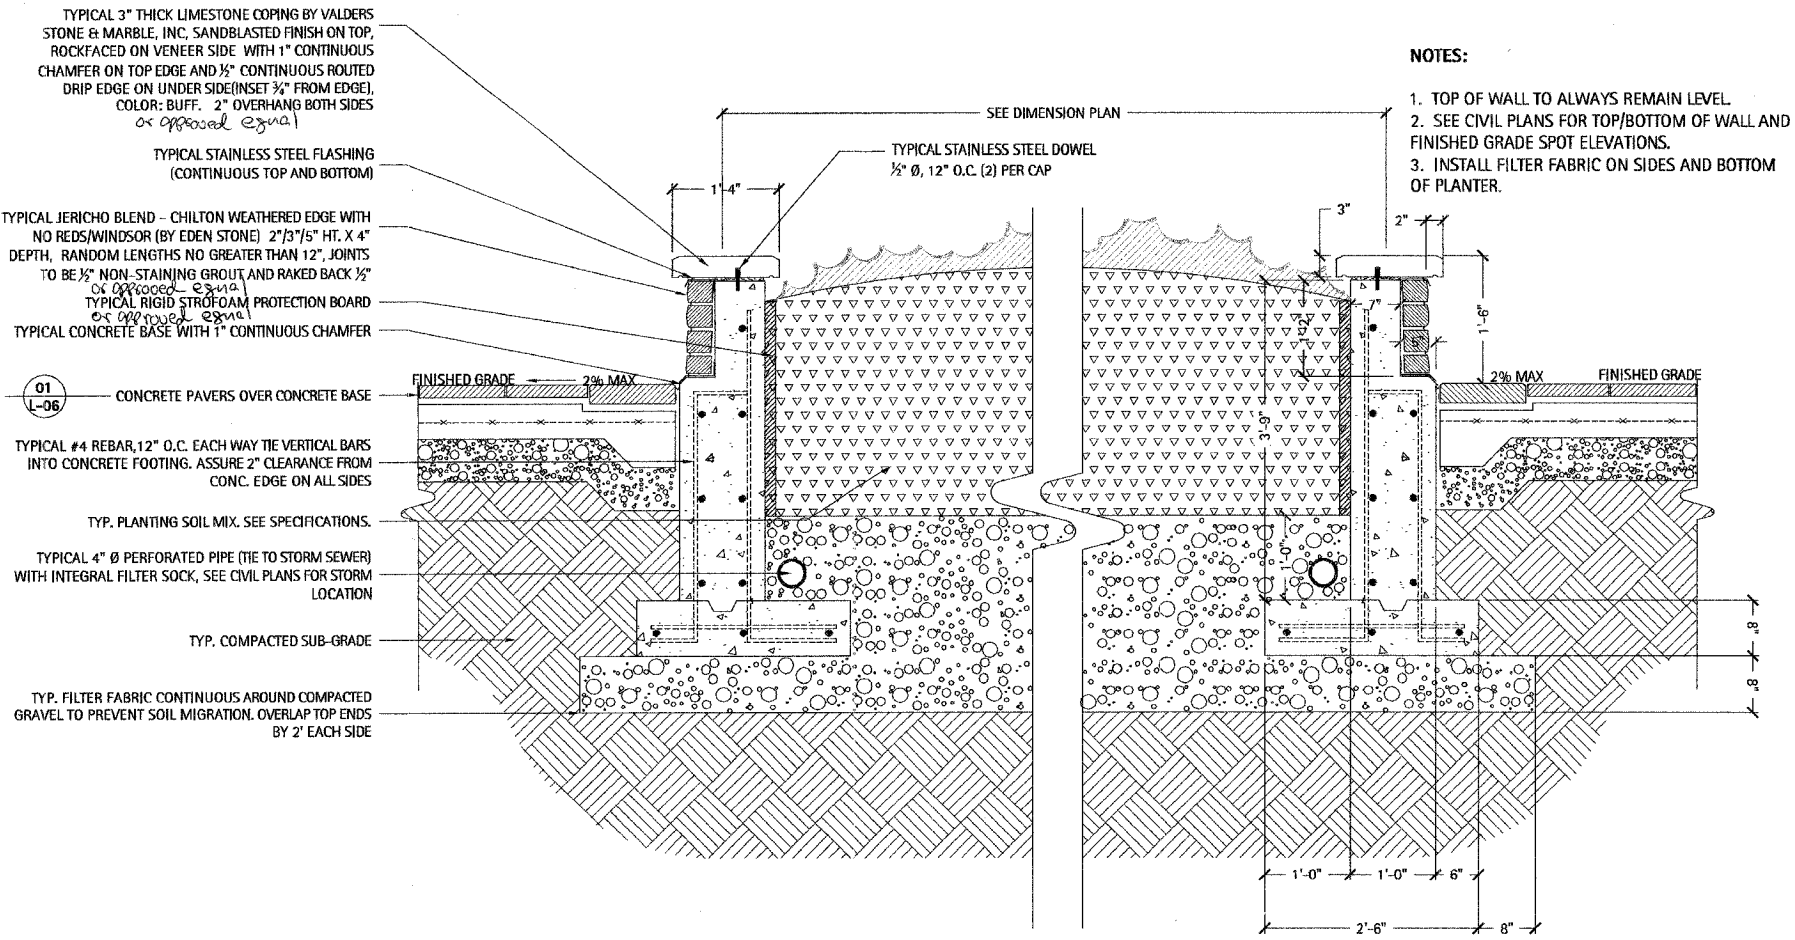 TYPICAL 3" THICK LIMESTONE COPING BY VALDERS
STONE & MARBLE, INC, SANDBLASTED FINISH ON TOP,
ROCKFACED ON VENEER SIDE WITH 1" CONTINUOUS
CHAMFER ON TOP EDGE AND ½" CONTINUOUS ROUTED
DRIP EDGE ON UNDER SIDE(INSET ¾" FROM EDGE),
COLOR: BUFF. 2" OVERHANG BOTH SIDES
or approved equal
TYPICAL STAINLESS STEEL FLASHING
(CONTINUOUS TOP AND BOTTOM)
TYPICAL JERICHO BLEND - CHILTON WEATHERED EDGE WITH
NO REDS/WINDSOR (BY EDEN STONE) 2"/3"/5" HT. X 4"
DEPTH, RANDOM LENGTHS NO GREATER THAN 12", JOINTS
TO BE ½" NON-STAINING GROUT AND RAKED BACK ½"
or approved equal
TYPICAL RIGID STROFOAM PROTECTION BOARD
or approved equal
TYPICAL CONCRETE BASE WITH 1" CONTINUOUS CHAMFER
01
L-06
CONCRETE PAVERS OVER CONCRETE BASE
TYPICAL #4 REBAR,12" O.C. EACH WAY TIE VERTICAL BARS
INTO CONCRETE FOOTING. ASSURE 2" CLEARANCE FROM
CONC. EDGE ON ALL SIDES
TYP. PLANTING SOIL MIX. SEE SPECIFICATIONS.
TYPICAL 4" Ø PERFORATED PIPE (TIE TO STORM SEWER)
WITH INTEGRAL FILTER SOCK, SEE CIVIL PLANS FOR STORM
LOCATION
TYP. COMPACTED SUB-GRADE
TYP. FILTER FABRIC CONTINUOUS AROUND COMPACTED
GRAVEL TO PREVENT SOIL MIGRATION. OVERLAP TOP ENDS
BY 2' EACH SIDE
SEE DIMENSION PLAN
TYPICAL STAINLESS STEEL DOWEL
½" Ø, 12" O.C. (2) PER CAP
1'-4"
FINISHED GRADE
2% MAX
3"
2"
7"
1'-2"
5"
1'-6"
3'-9"
1'-0"
2% MAX
FINISHED GRADE
8"
8"
1'-0"
1'-0"
6"
2'-6"
8"
NOTES:
1. TOP OF WALL TO ALWAYS REMAIN LEVEL.
2. SEE CIVIL PLANS FOR TOP/BOTTOM OF WALL AND
FINISHED GRADE SPOT ELEVATIONS.
3. INSTALL FILTER FABRIC ON SIDES AND BOTTOM
OF PLANTER.